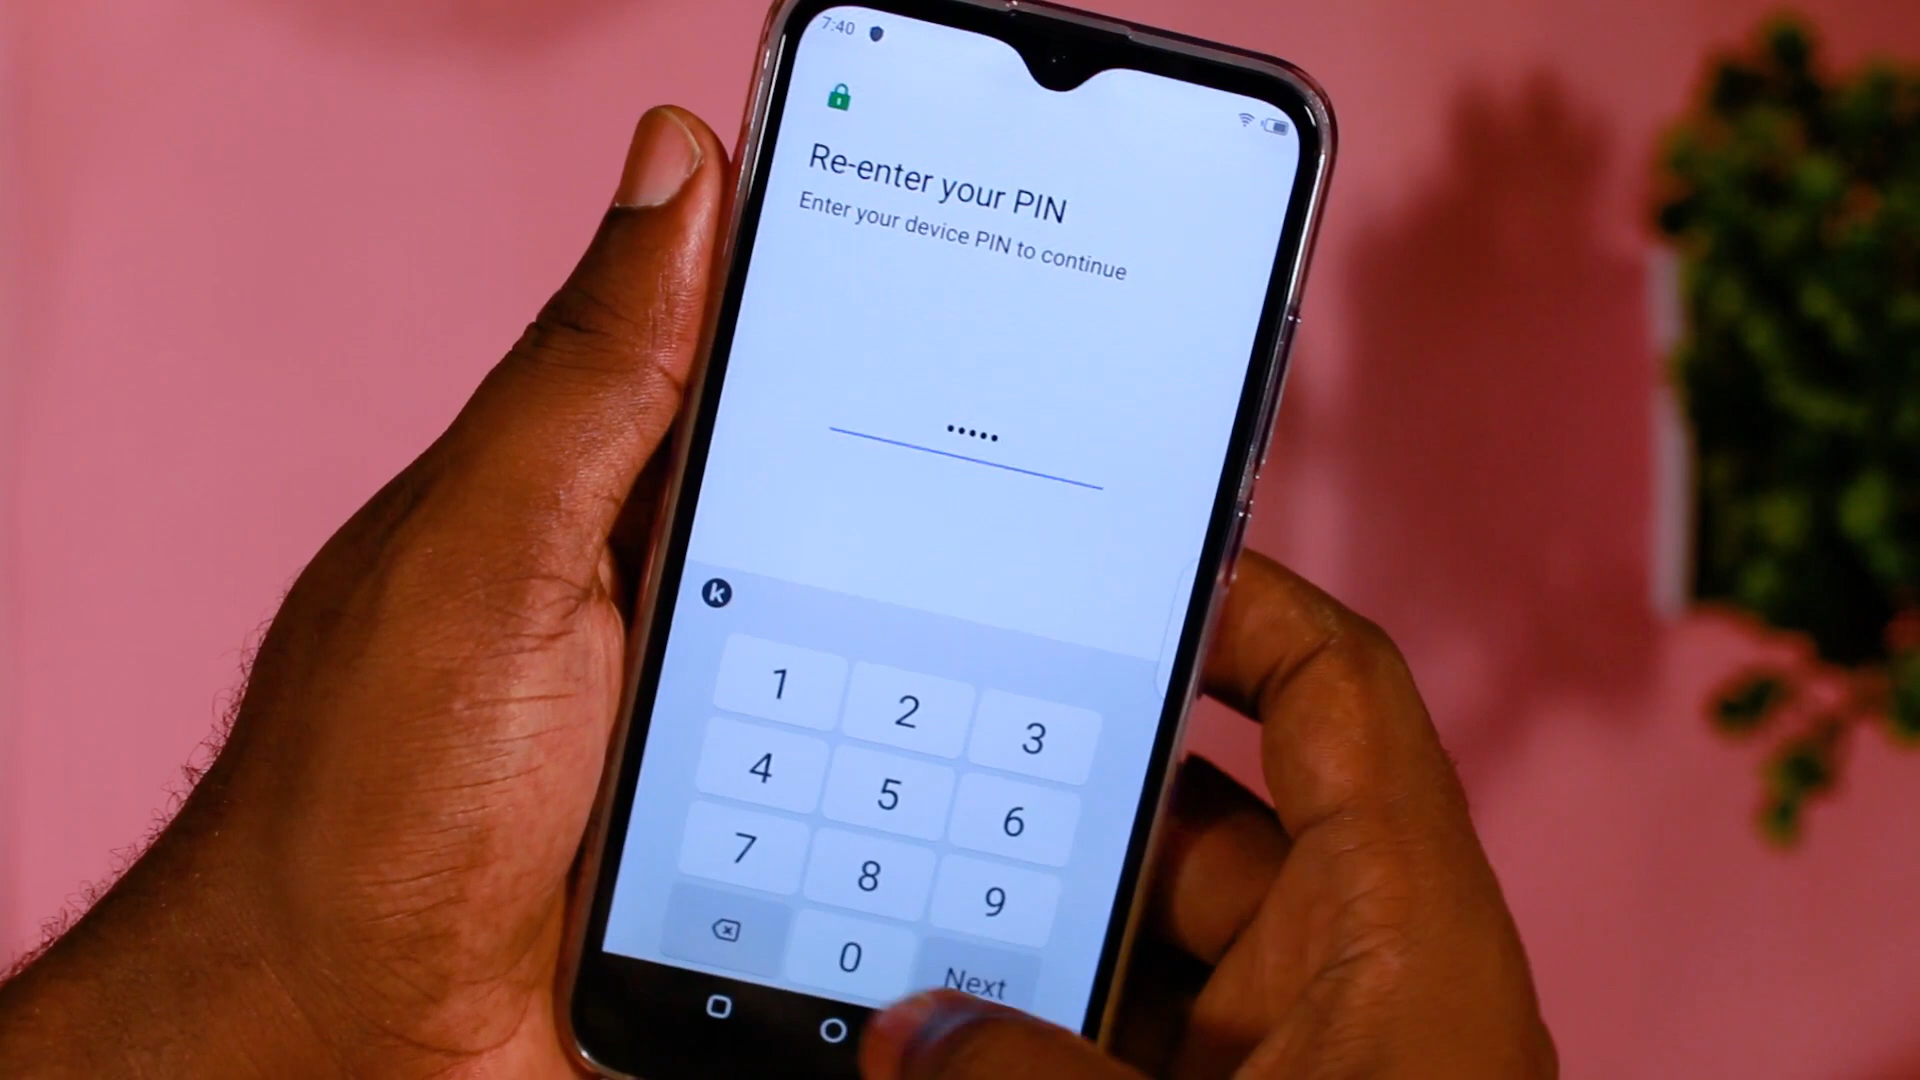 7:40
Re-enter your PIN
Enter your device PIN to continue
•••••
k
1 2 3
4 5 6
7 8 9
0 Next